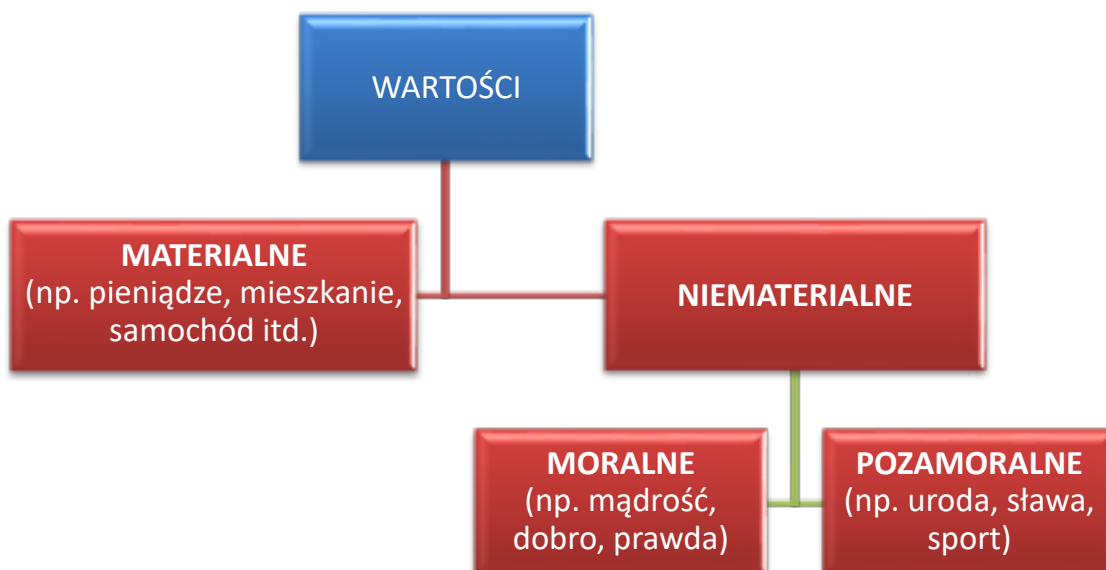 WARTOŚCI
MATERIALNE
(np. pieniądze, mieszkanie,
samochód itd.)
NIEMATERIALNE
MORALNE
(np. mądrość,
dobro, prawda)
POZAMORALNE
(np. uroda, sława,
sport)